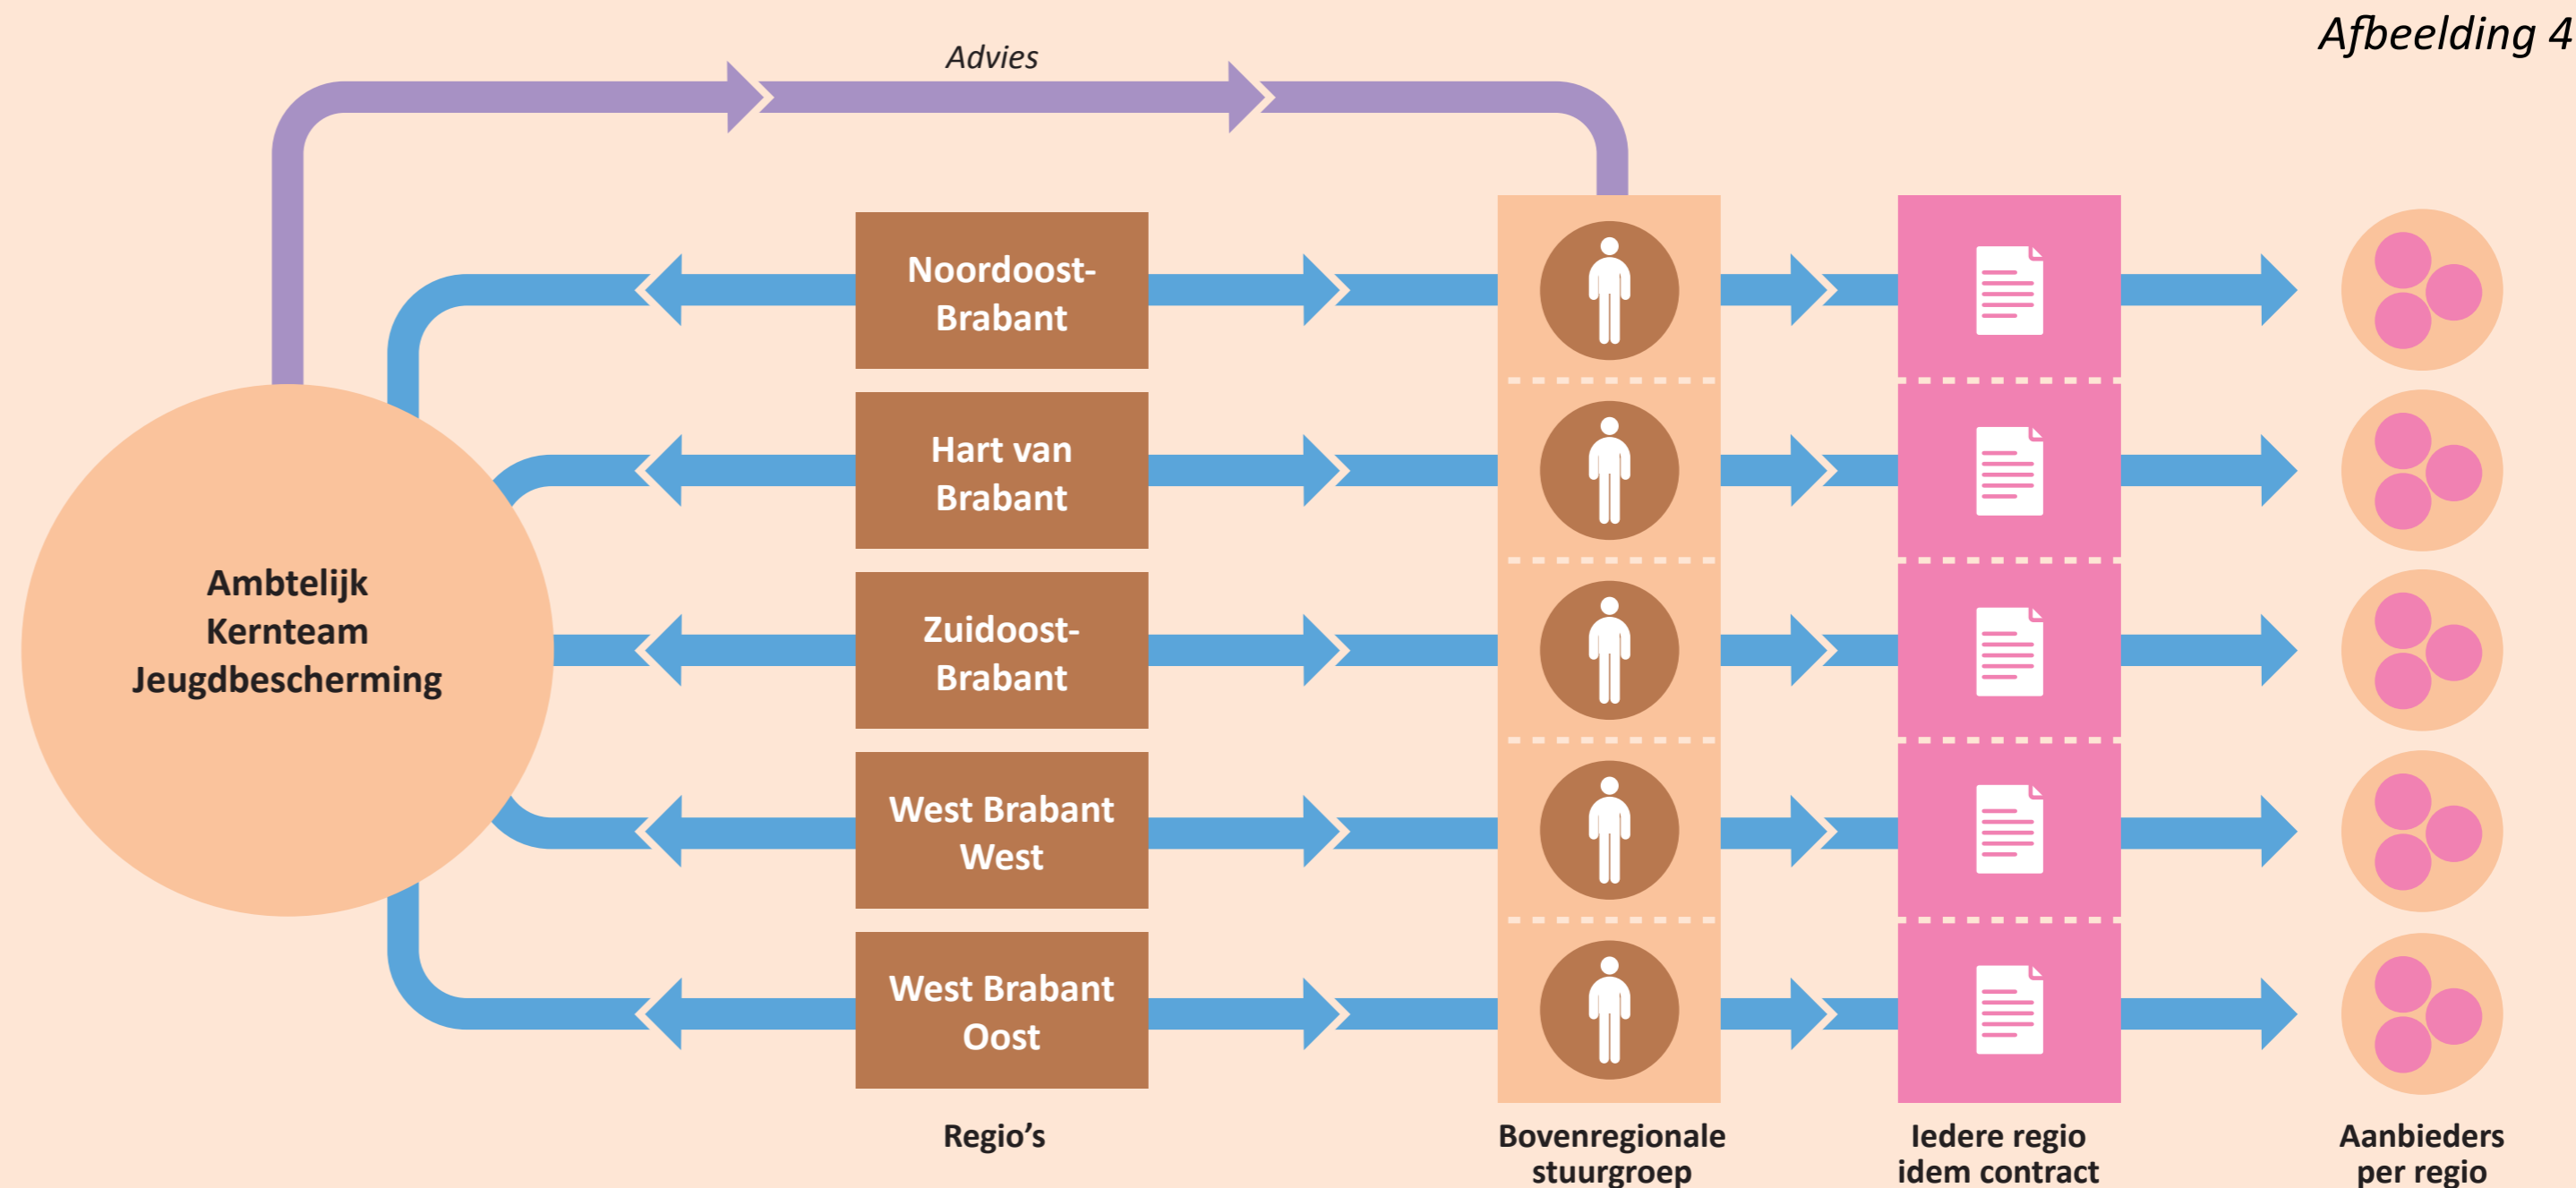 Afbeelding 4
Advies
Noordoost-
Brabant
Hart van
Brabant
Ambtelijk
Kernteam
Jeugdbescherming
Zuidoost-
Brabant
West Brabant
West
West Brabant
Oost
Regio’s
Bovenregionale
stuurgroep
Iedere regio
idem contract
Aanbieders
per regio